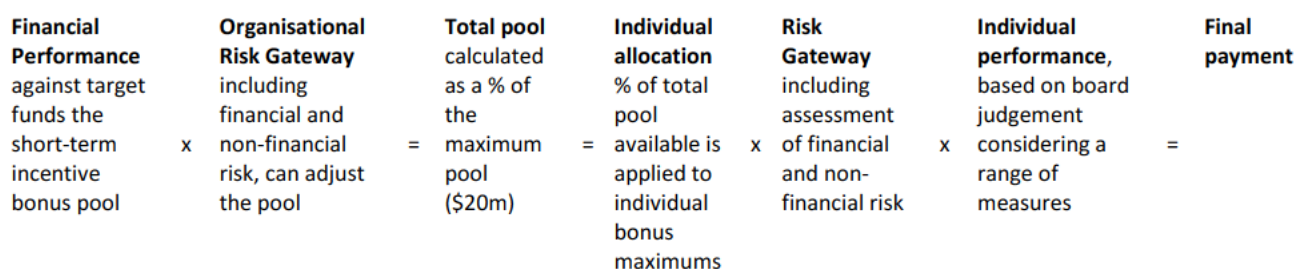 Financial
Performance
against target
funds the
short-term
incentive
bonus pool
x
Organisational
Risk Gateway
including
financial and
non-financial
risk, can adjust
the pool
=
Total pool
calculated
as a % of
the
maximum
pool
($20m)
=
Individual
allocation
% of total
pool
available is
applied to
individual
bonus
maximums
x
Risk
Gateway
including
assessment
of financial
and non-
financial risk
x
Individual
performance,
based on board
judgement
considering a
range of
measures
=
Final
payment